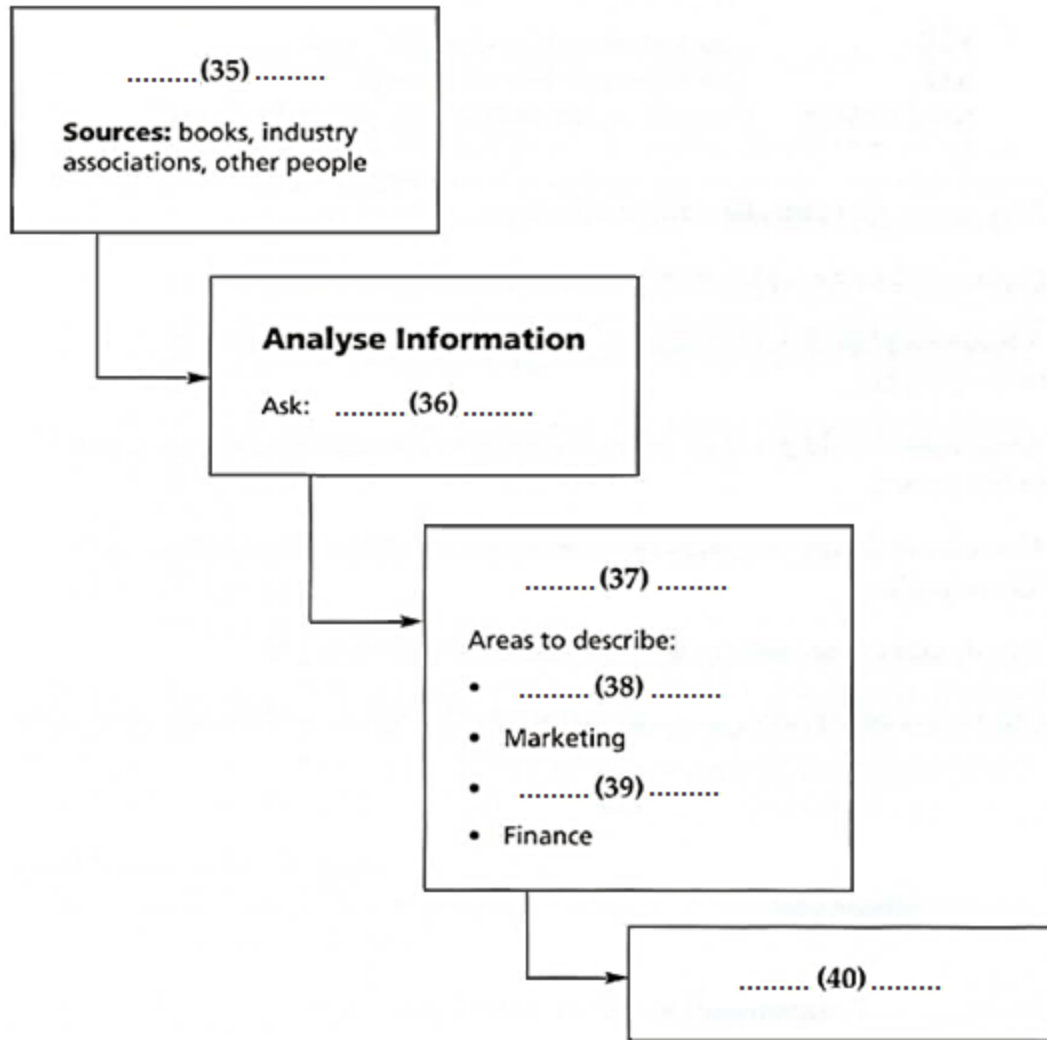 .........(35).........
Sources: books, industry
associations, other people
Analyse Information
Ask: .........(36).........
.........(37).........
Areas to describe:
• .........(38).........
• Marketing
• .........(39).........
• Finance
.........(40).........